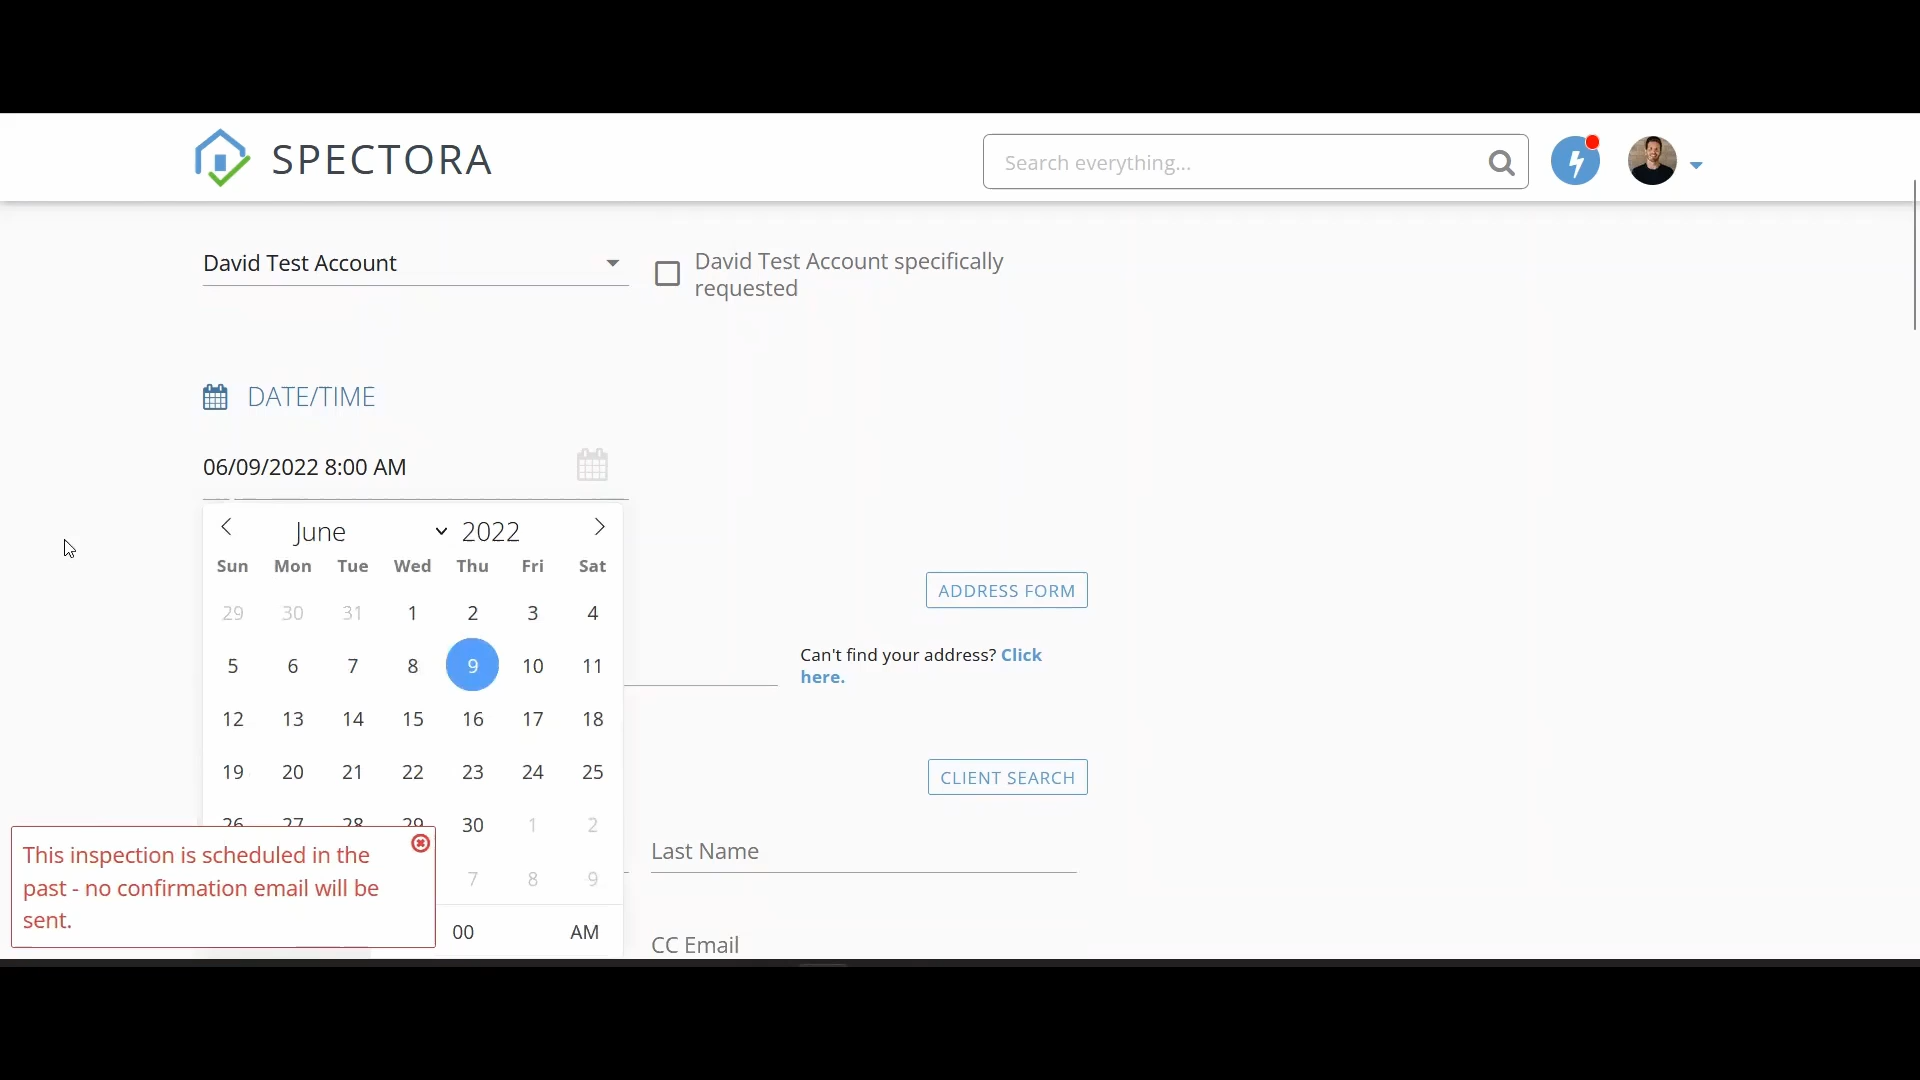 SPECTORA
Search everything...
David Test Account
David Test Account specifically
requested
DATE/TIME
06/09/2022 8:00 AM
June 2022
Sun Mon Tue Wed Thu Fri Sat
29 30 31 1 2 3 4
5 6 7 8 9 10 11
12 13 14 15 16 17 18
19 20 21 22 23 24 25
26 27 28 29 30 1 2
7 8 9
00 AM
ADDRESS FORM
Can't find your address? Click
here.
CLIENT SEARCH
Last Name
CC Email
This inspection is scheduled in the
past - no confirmation email will be
sent.